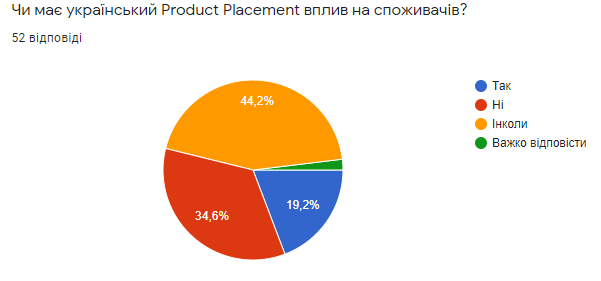 Чи має український Product Placement вплив на споживачів?
52 відповіді
44,2%
34,6%
19,2%
Так
Ні
Інколи
Важко відповісти